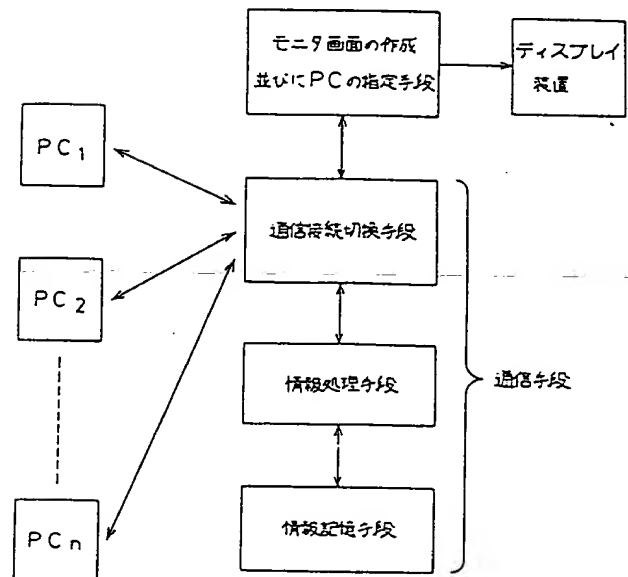 モニタ画面の作成
並びにPCの指定手段
ディスプレイ
装置
PC1
通信接続切換手段
PC2
情報処理手段
通信手段
PCn
情報記憶手段